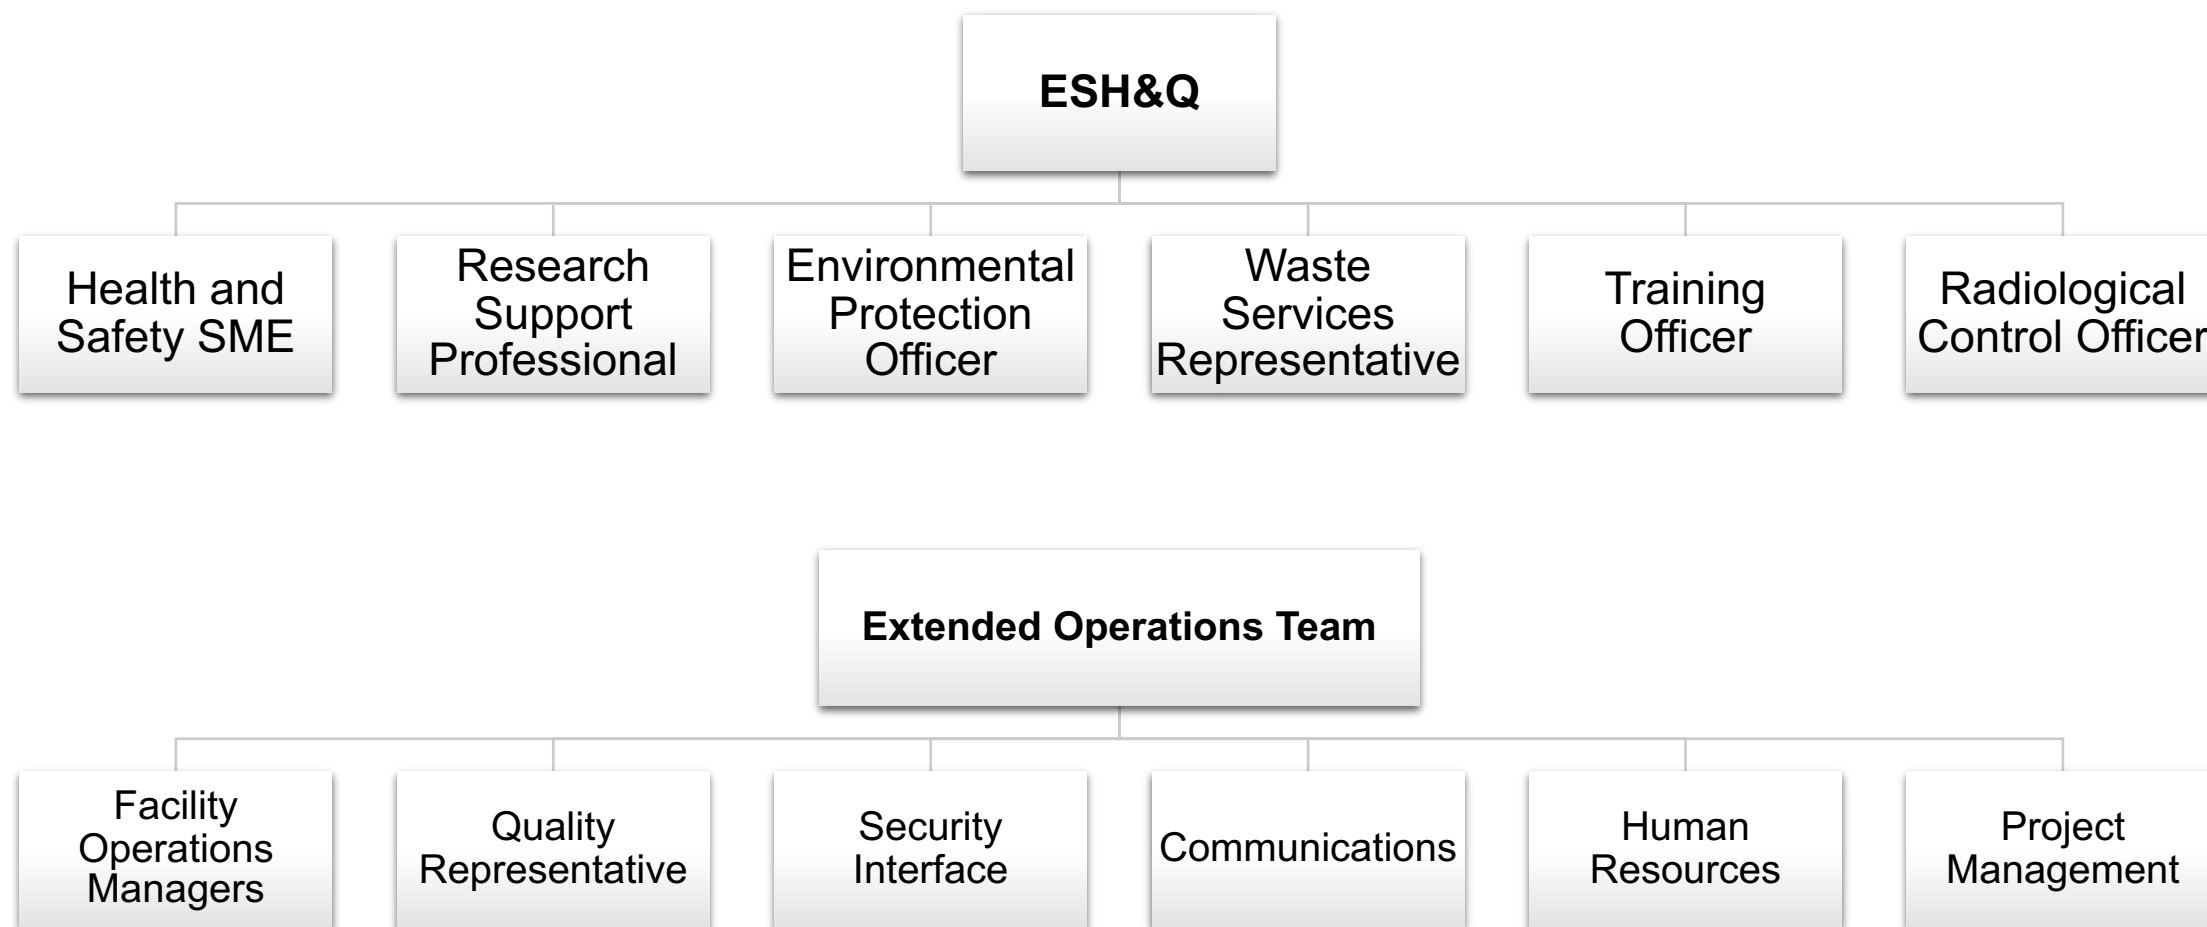 ESH&Q
Health and
Safety SME
Research
Support
Professional
Environmental
Protection
Officer
Waste
Services
Representative
Training
Officer
Radiological
Control Officer
Extended Operations Team
Facility
Operations
Managers
Quality
Representative
Security
Interface
Communications
Human
Resources
Project
Management